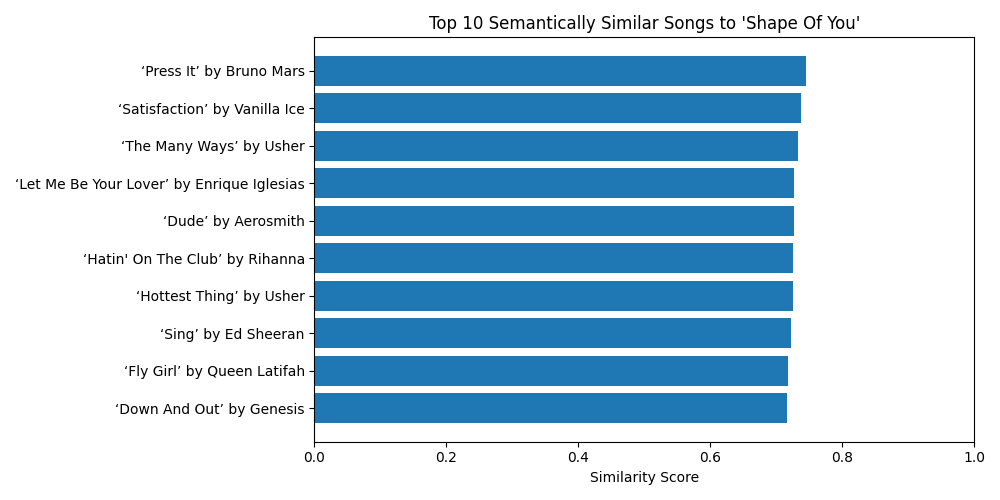 Top 10 Semantically Similar Songs to 'Shape Of You'
‘Press It’ by Bruno Mars
‘Satisfaction’ by Vanilla Ice
‘The Many Ways’ by Usher
‘Let Me Be Your Lover’ by Enrique Iglesias
‘Dude’ by Aerosmith
‘Hatin' On The Club’ by Rihanna
‘Hottest Thing’ by Usher
‘Sing’ by Ed Sheeran
‘Fly Girl’ by Queen Latifah
‘Down And Out’ by Genesis
0.0 0.2 0.4 0.6 0.8 1.0
Similarity Score